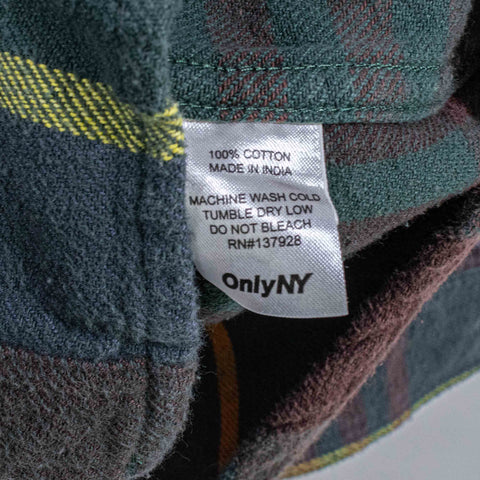 100% COTTON
MADE IN INDIA
MACHINE WASH COLD
TUMBLE DRY LOW
DO NOT BLEACH
RN#137928
OnlyNY